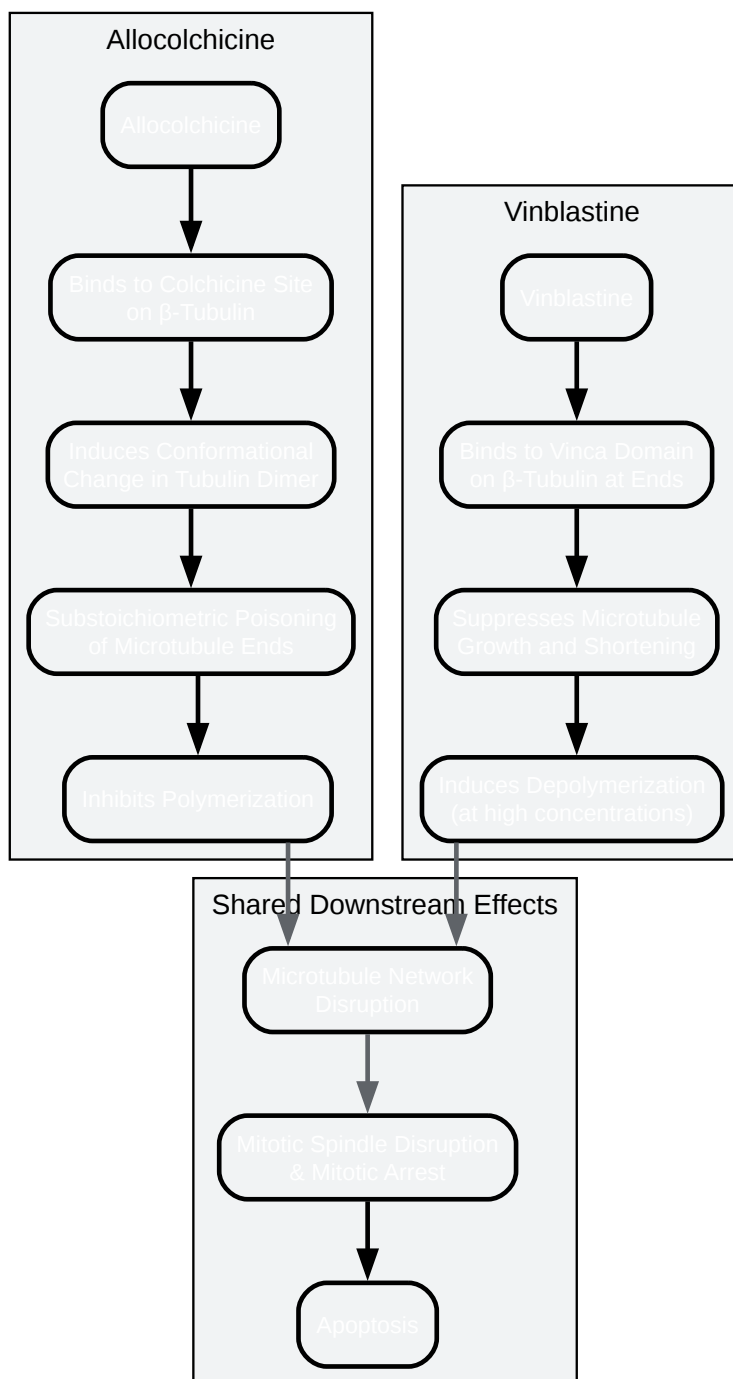 Allocolchicine
Allocolchicine
Binds to Colchicine Site
on β-Tubulin
Induces Conformational
Change in Tubulin Dimer
Substoichiometric Poisoning
of Microtubule Ends
Inhibits Polymerization
Vinblastine
Vinblastine
Binds to Vinca Domain
on β-Tubulin at Ends
Suppresses Microtubule
Growth and Shortening
Induces Depolymerization
(at high concentrations)
Shared Downstream Effects
Microtubule Network
Disruption
Mitotic Spindle Disruption
& Mitotic Arrest
Apoptosis